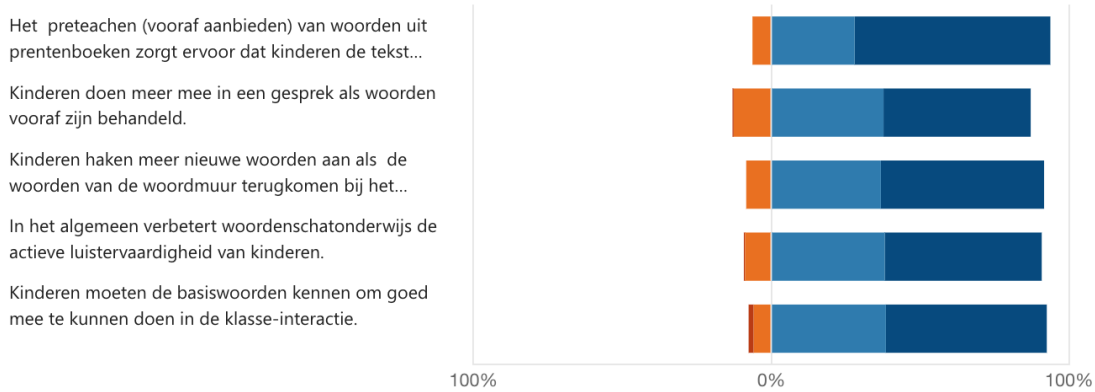 Het  preteachen (vooraf aanbieden) van woorden uit
prentenboeken zorgt ervoor dat kinderen de tekst...
Kinderen doen meer mee in een gesprek als woorden
vooraf zijn behandeld.
Kinderen haken meer nieuwe woorden aan als  de
woorden van de woordmuur terugkomen bij het...
In het algemeen verbetert woordenschatonderwijs de
actieve luistervaardigheid van kinderen.
Kinderen moeten de basiswoorden kennen om goed
mee te kunnen doen in de klasse-interactie.
100% 0% 100%